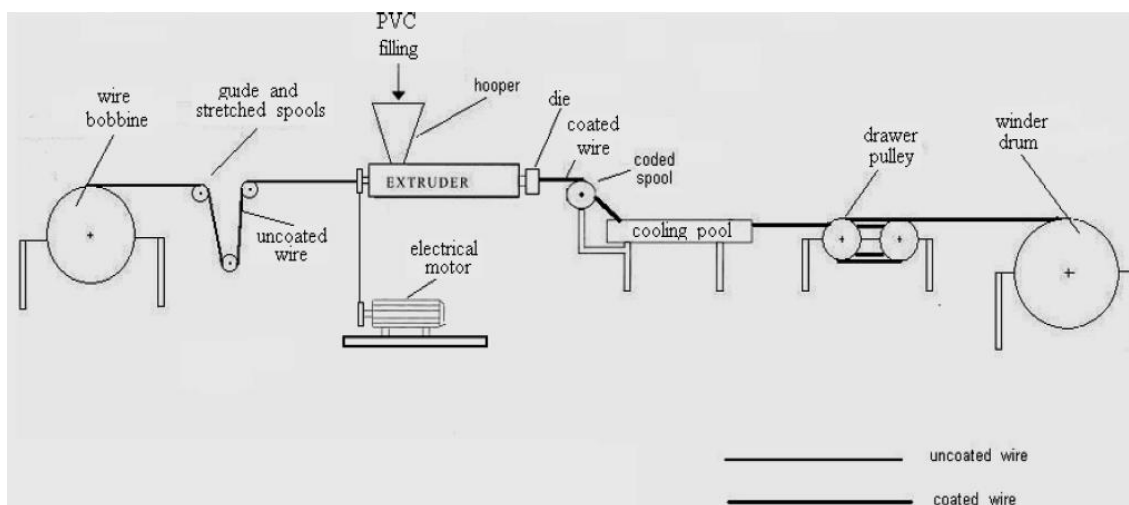 PVC
filling
hooper
die
wire
bobbine
guide and
stretched spools
coated
wire
coded
spool
drawer
pulley
winder
drum
EXTRUDER
uncoated
wire
cooling pool
electrical
motor
uncoated wire
coated wire